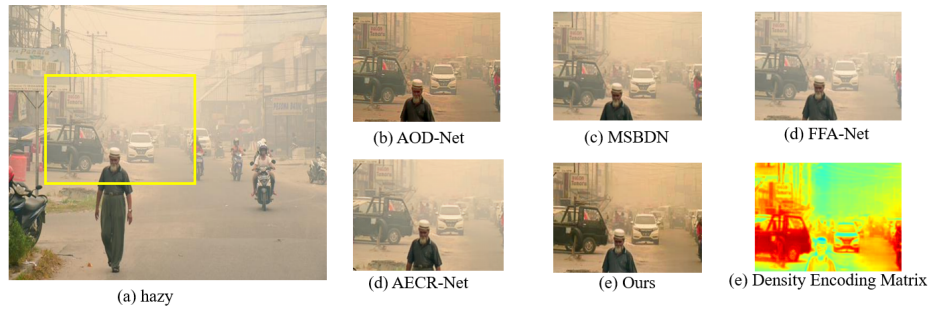 (a) hazy
(b) AOD-Net
(c) MSBDN
(d) FFA-Net
(d) AECR-Net
(e) Ours
(e) Density Encoding Matrix